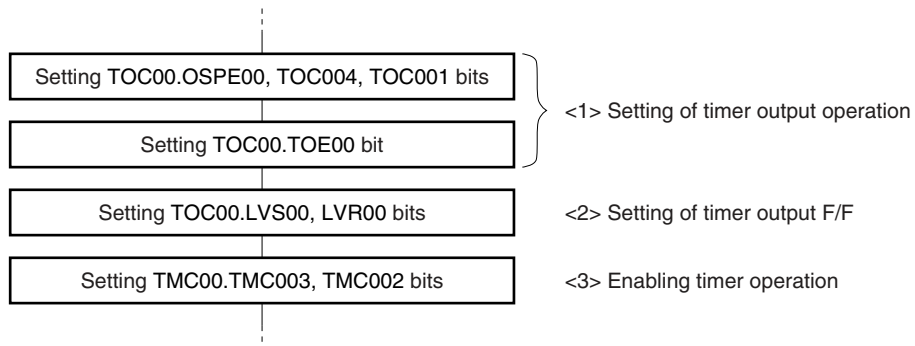 Setting TOC00.OSPE00, TOC004, TOC001 bits
<1> Setting of timer output operation
Setting TOC00.TOE00 bit
Setting TOC00.LVS00, LVR00 bits
<2> Setting of timer output F/F
Setting TMC00.TMC003, TMC002 bits
<3> Enabling timer operation